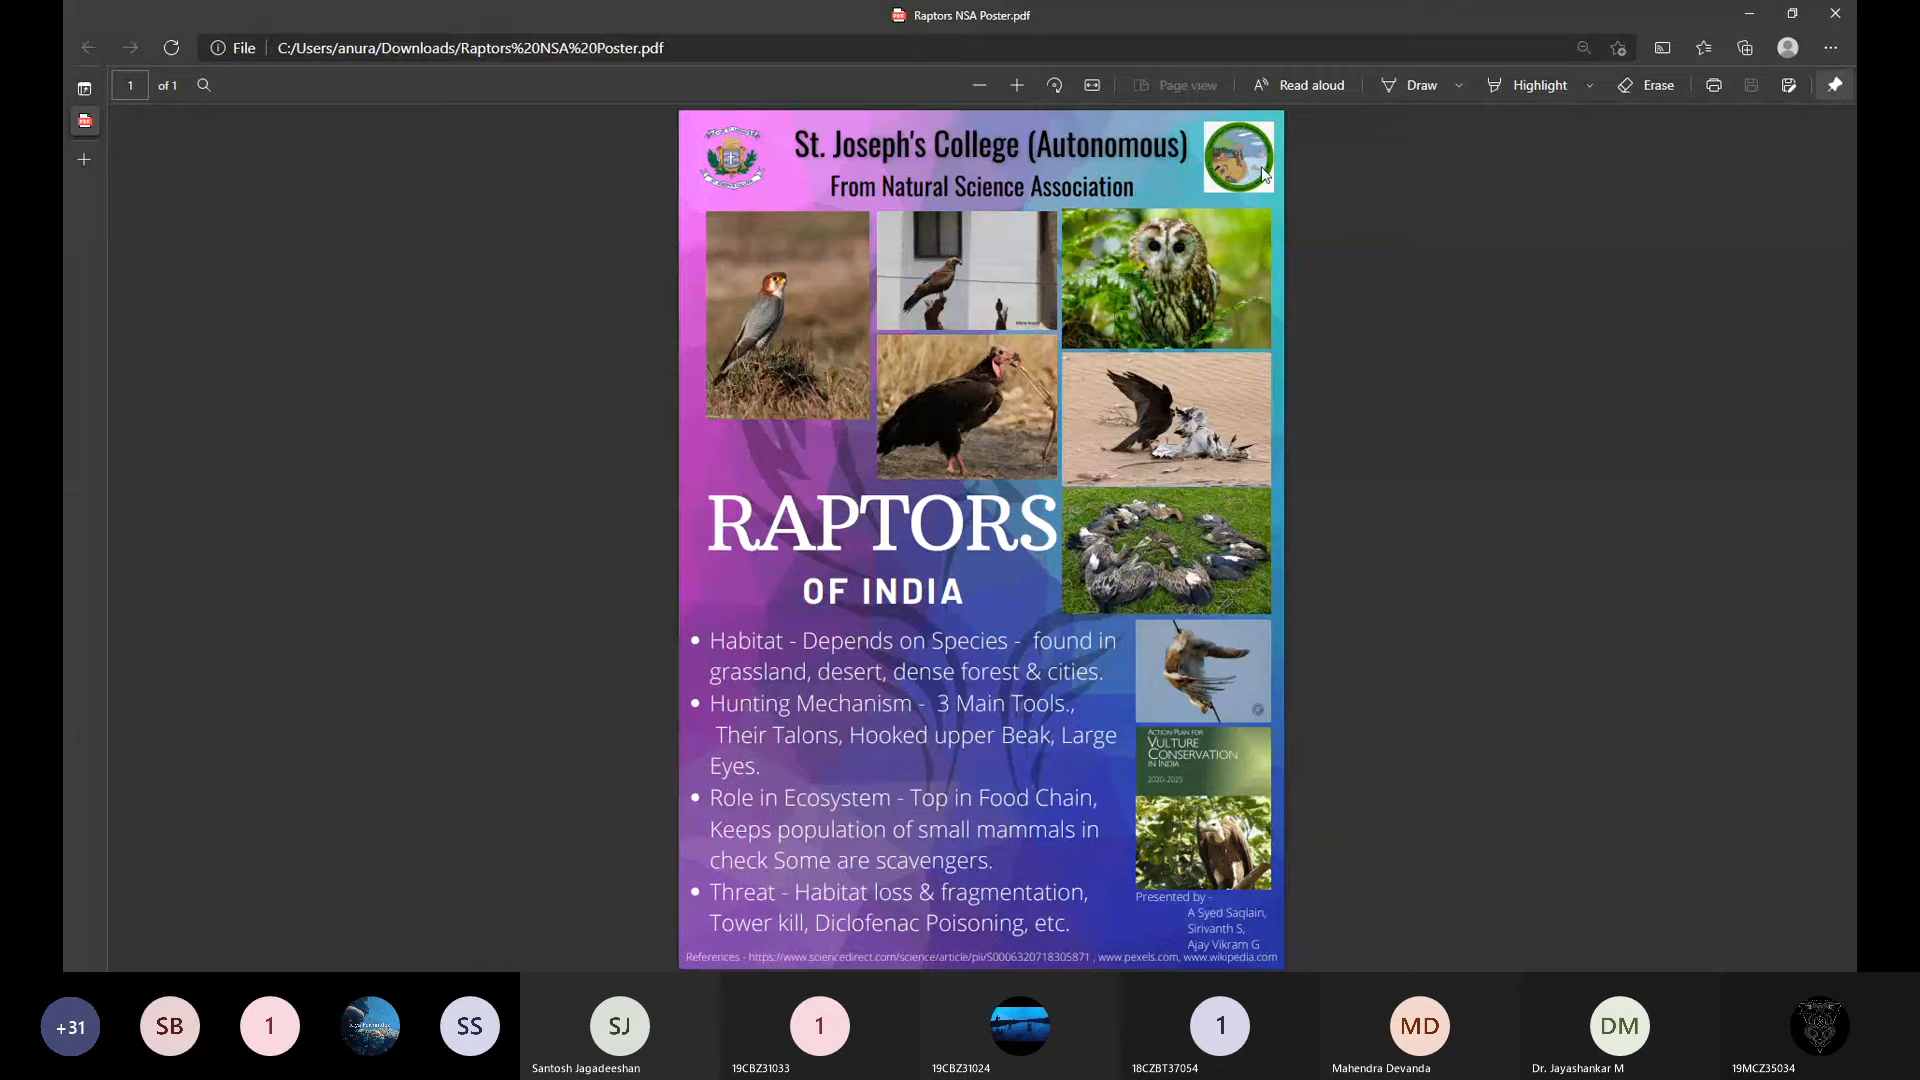 Raptors NSA Poster.pdf
File
C:/Users/anura/Downloads/Raptors%20NSA%20Poster.pdf
1
of 1
Page view
Read aloud
Draw
Highlight
Erase
St. Joseph's College (Autonomous)
From Natural Science Association
RAPTORS
OF INDIA
• Habitat - Depends on Species - found in
grassland, desert, dense forest & cities.
• Hunting Mechanism - 3 Main Tools.,
Their Talons, Hooked upper Beak, Large
Eyes.
• Role in Ecosystem - Top in Food Chain,
Keeps population of small mammals in
check Some are scavengers.
• Threat - Habitat loss & fragmentation,
Tower kill, Diclofenac Poisoning, etc.
ACTION PLAN FOR
VULTURE
CONSERVATION
IN INDIA
2020-2025
Presented by -
A Syed Saqlain,
Sirivanth S,
Ajay Vikram G
References - https://www.sciencedirect.com/science/article/pii/S0006320718305871 , www.pexels.com, www.wikipedia.com
+31
SB
1
SS
SJ
1
1
MD
DM
Santosh Jagadeeshan
19CBZ31033
19CBZ31024
18CZBT37054
Mahendra Devanda
Dr. Jayashankar M
19MCZ35034